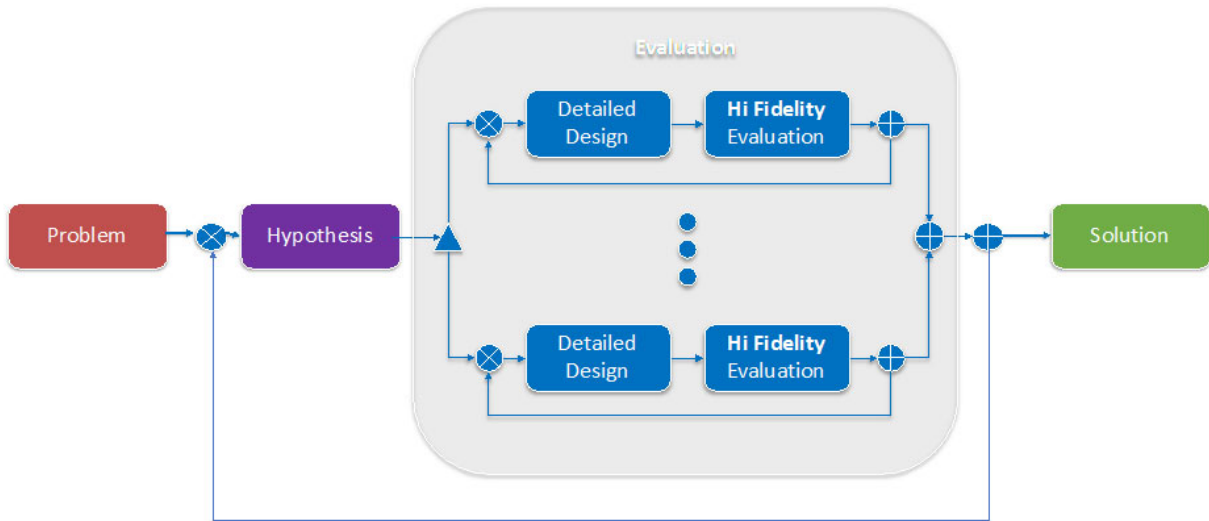 Evaluation
Detailed
Design
Hi Fidelity
Evaluation
Problem
Hypothesis
Solution
Detailed
Design
Hi Fidelity
Evaluation